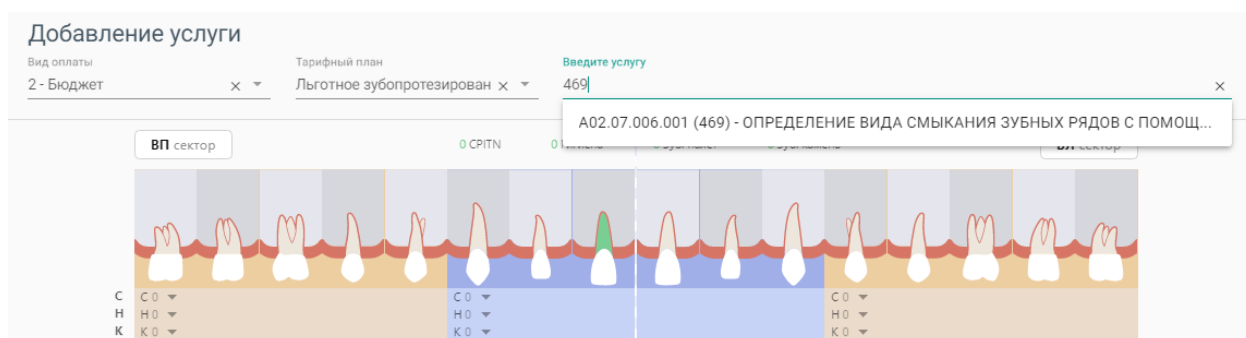 Добавление услуги
Вид оплаты Тарифный план Введите услугу
2 - Бюджет × Льготное зубопротезирован × 469 ×
A02.07.006.001 (469) - ОПРЕДЕЛЕНИЕ ВИДА СМЫКАНИЯ ЗУБНЫХ РЯДОВ С ПОМОЩ...
ВП сектор 0 CPITN 0 сектор
С С 0 С 0 С 0
Н Н 0 Н 0 Н 0
К К 0 К 0 К 0